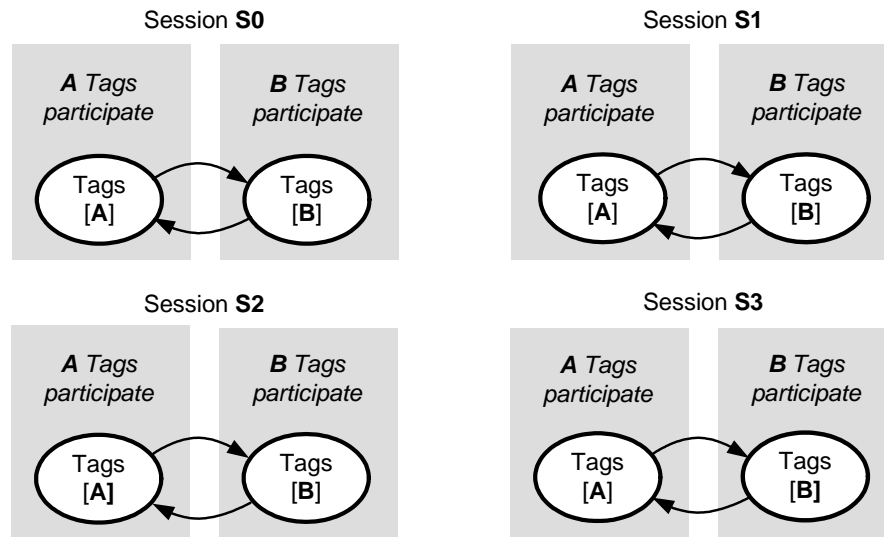 Session S0
A Tags
participate
B Tags
participate
Tags
[A]
Tags
[B]
Session S1
A Tags
participate
B Tags
participate
Tags
[A]
Tags
[B]
Session S2
A Tags
participate
B Tags
participate
Tags
[A]
Tags
[B]
Session S3
A Tags
participate
B Tags
participate
Tags
[A]
Tags
[B]